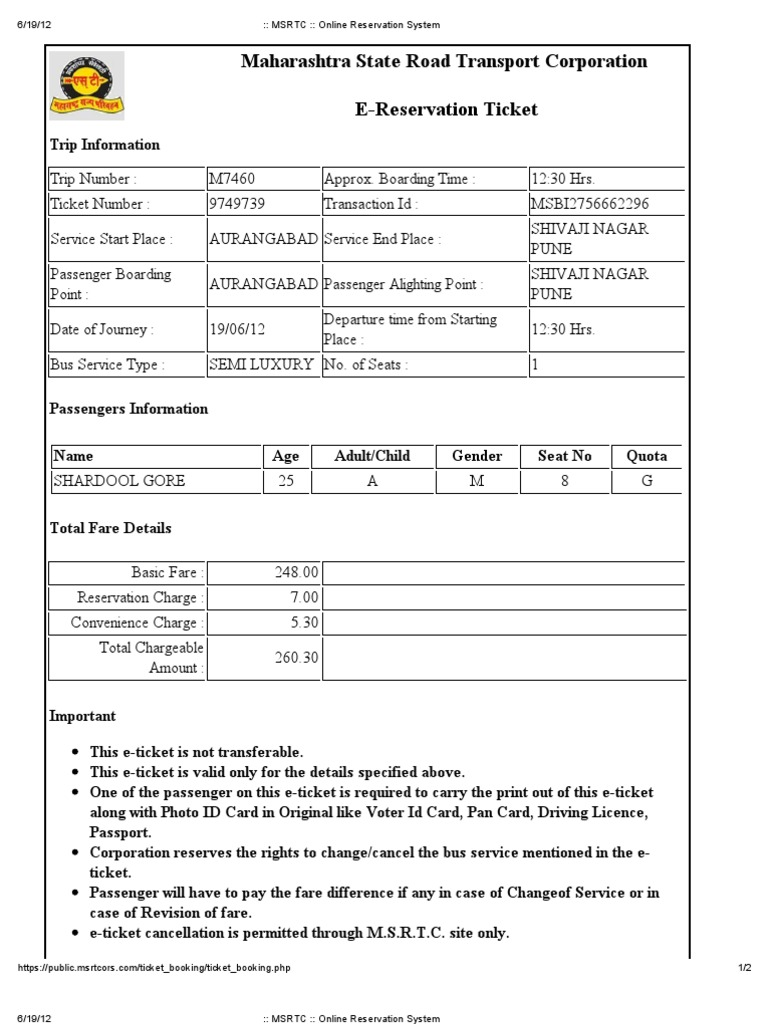 6/19/12 :: MSRTC :: Online Reservation System
Maharashtra State Road Transport Corporation
एस टी
E-Reservation Ticket
Trip Information
Trip Number : M7460 Approx. Boarding Time : 12:30 Hrs.
Ticket Number : 9749739 Transaction Id : MSBI2756662296
Service Start Place : AURANGABAD Service End Place : SHIVAJI NAGAR
PUNE
Passenger Boarding
Point : AURANGABAD Passenger Alighting Point : SHIVAJI NAGAR
PUNE
Date of Journey : 19/06/12 Departure time from Starting
Place : 12:30 Hrs.
Bus Service Type : SEMI LUXURY No. of Seats : 1
Passengers Information
Name Age Adult/Child Gender Seat No Quota
SHARDOOL GORE 25 A M 8 G
Total Fare Details
Basic Fare : 248.00
Reservation Charge : 7.00
Convenience Charge : 5.30
Total Chargeable
Amount : 260.30
Important
• This e-ticket is not transferable.
• This e-ticket is valid only for the details specified above.
• One of the passenger on this e-ticket is required to carry the print out of this e-ticket
along with Photo ID Card in Original like Voter Id Card, Pan Card, Driving Licence,
Passport.
• Corporation reserves the rights to change/cancel the bus service mentioned in the e-
ticket.
• Passenger will have to pay the fare difference if any in case of Changeof Service or in
case of Revision of fare.
• e-ticket cancellation is permitted through M.S.R.T.C. site only.
https://public.msrtcors.com/ticket_booking/ticket_booking.php 1/2
6/19/12 :: MSRTC :: Online Reservation System